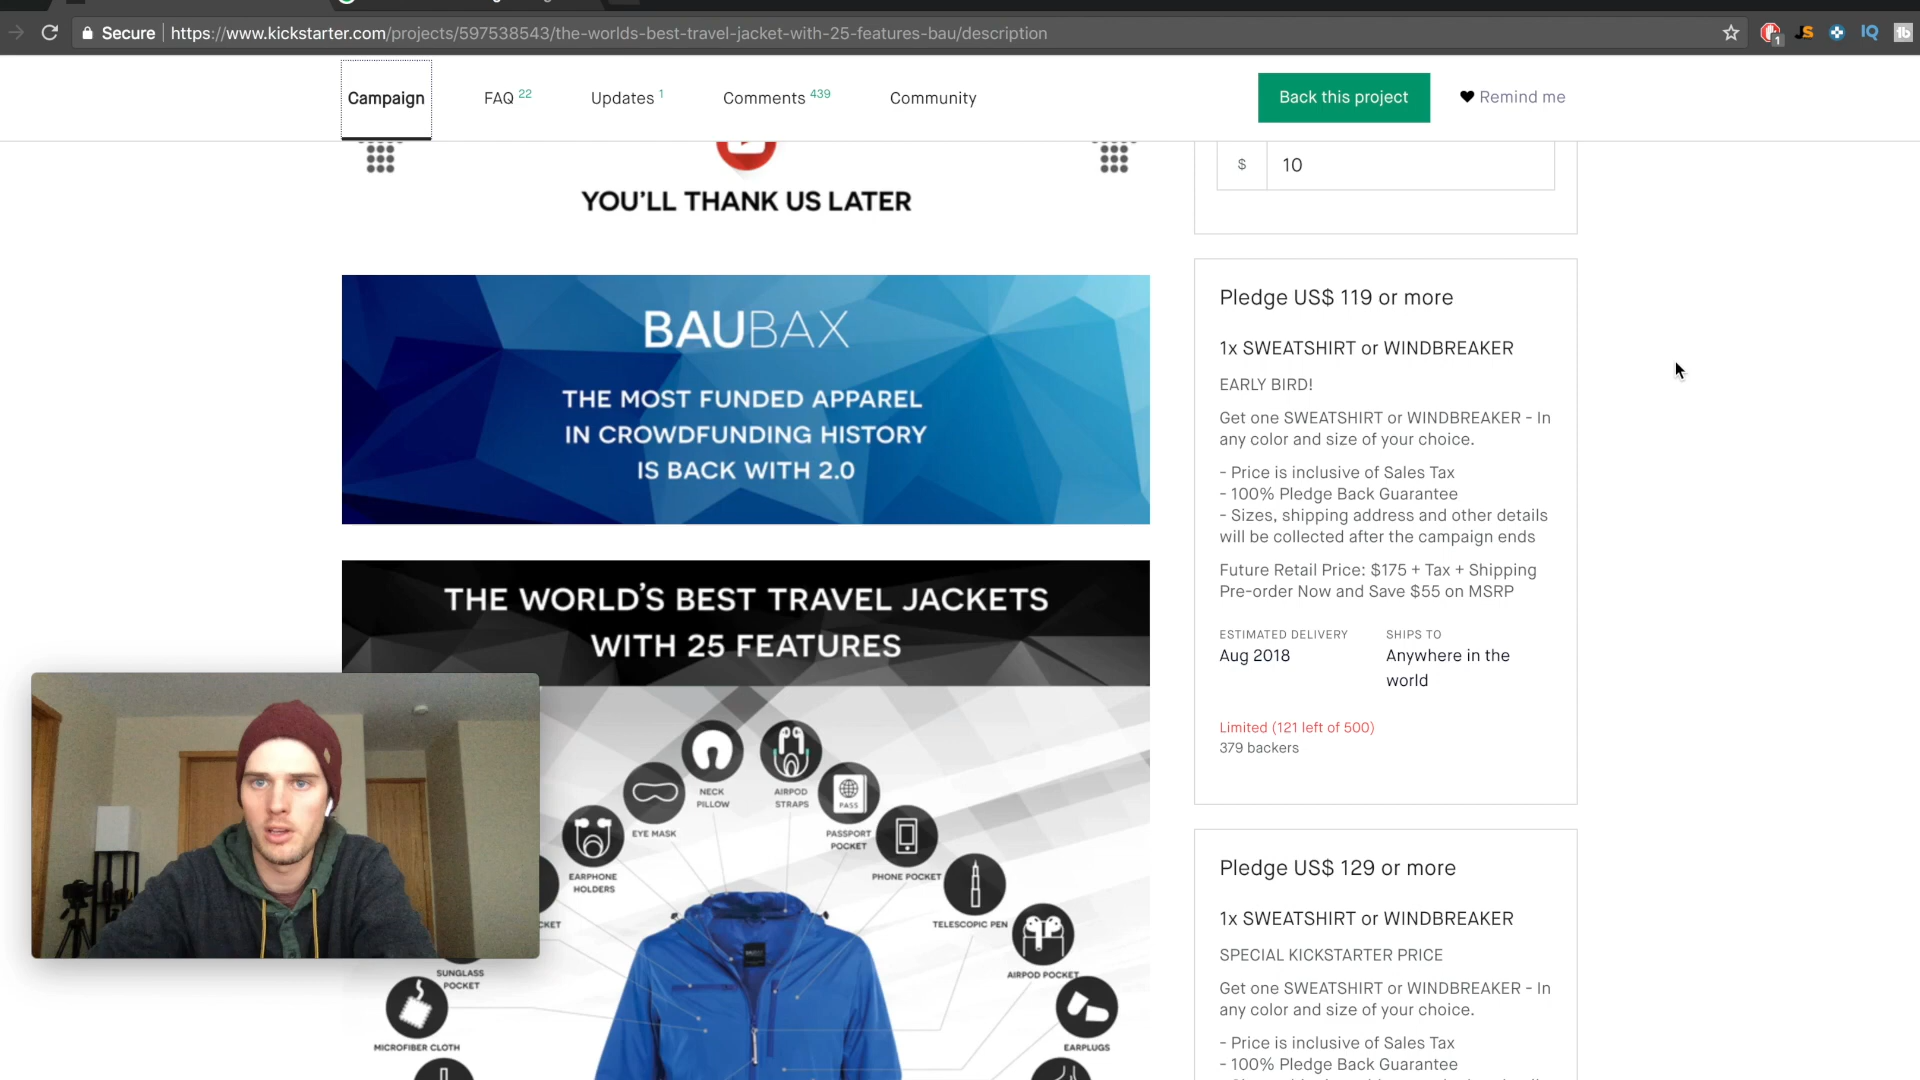 Secure
https://www.kickstarter.com/projects/597538543/the-worlds-best-travel-jacket-with-25-features-bau/description
1
JS
IQ
Campaign
FAQ 22
Updates 1
Comments 439
Community
Back this project
Remind me
YOU'LL THANK US LATER
BAUBAX
THE MOST FUNDED APPAREL
IN CROWDFUNDING HISTORY
IS BACK WITH 2.0
THE WORLD'S BEST TRAVEL JACKETS
WITH 25 FEATURES
NECK
PILLOW
AIRPOD
STRAPS
EYE MASK
PASS
PASSPORT
POCKET
EARPHONE
HOLDERS
PHONE POCKET
CKET
TELESCOPIC PEN
SUNGLASS
POCKET
AIRPOD POCKET
MICROFIBER CLOTH
EARPLUGS
$ 10
Pledge US$ 119 or more
1x SWEATSHIRT or WINDBREAKER
EARLY BIRD!
Get one SWEATSHIRT or WINDBREAKER - In
any color and size of your choice.
- Price is inclusive of Sales Tax
- 100% Pledge Back Guarantee
- Sizes, shipping address and other details
will be collected after the campaign ends
Future Retail Price: $175 + Tax + Shipping
Pre-order Now and Save $55 on MSRP
ESTIMATED DELIVERY
Aug 2018
SHIPS TO
Anywhere in the
world
Limited (121 left of 500)
379 backers
Pledge US$ 129 or more
1x SWEATSHIRT or WINDBREAKER
SPECIAL KICKSTARTER PRICE
Get one SWEATSHIRT or WINDBREAKER - In
any color and size of your choice.
- Price is inclusive of Sales Tax
- 100% Pledge Back Guarantee